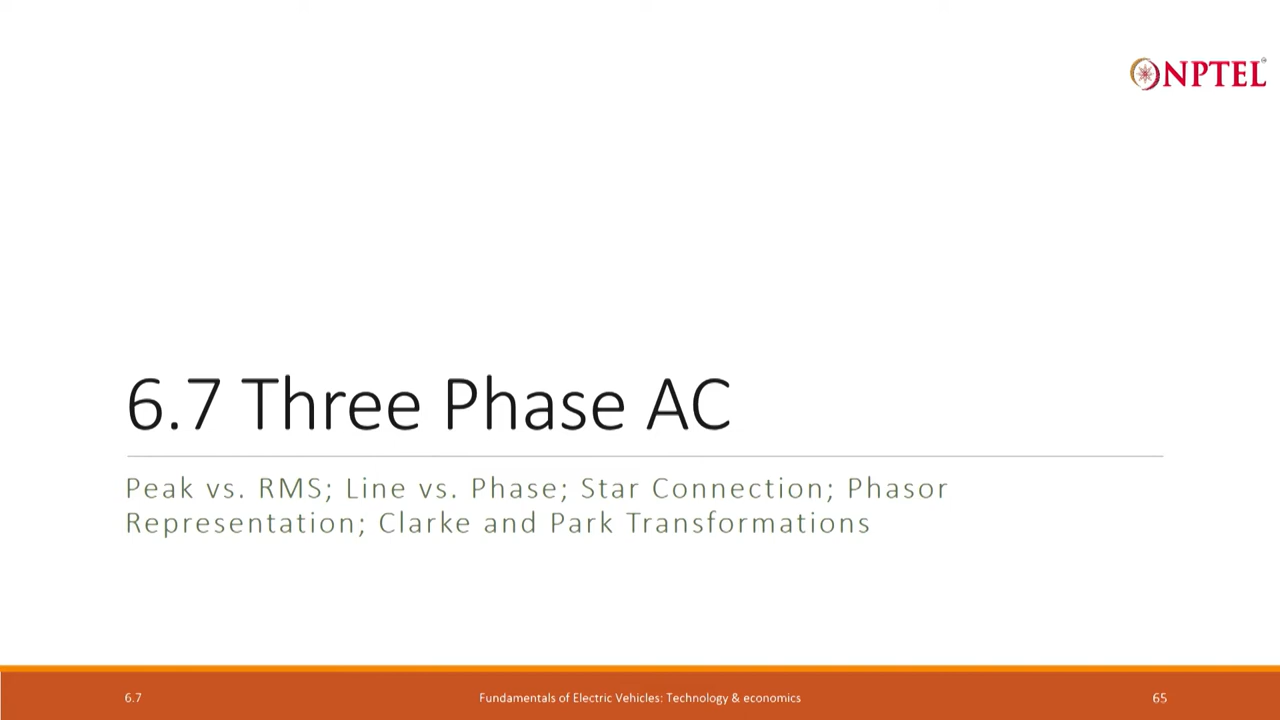 NPTEL
6.7 Three Phase AC
Peak vs. RMS; Line vs. Phase; Star Connection; Phasor
Representation; Clarke and Park Transformations
6.7
Fundamentals of Electric Vehicles: Technology & economics
65